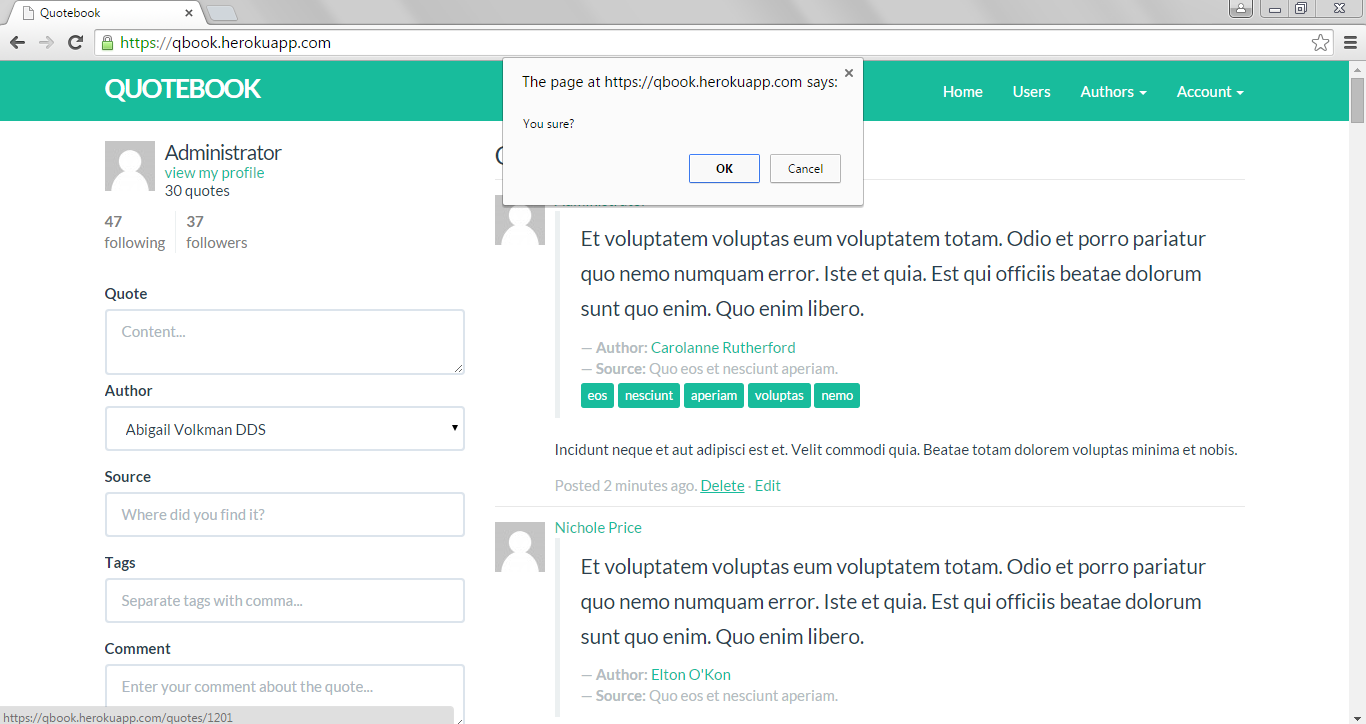 Quotebook
https://qbook.herokuapp.com
The page at https://qbook.herokuapp.com says:
You sure?
OK Cancel
QUOTEBOOK
Home Users Authors Account
Administrator
view my profile
30 quotes
47 37
following followers
Quote
Content...
Author
Abigail Volkman DDS
Source
Where did you find it?
Tags
Separate tags with comma...
Comment
Enter your comment about the quote...
https://qbook.herokuapp.com/quotes/1201
Et voluptatem voluptas eum voluptatem totam. Odio et porro pariatur
quo nemo numquam error. Iste et quia. Est qui officiis beatae dolorum
sunt quo enim. Quo enim libero.
— Author: Carolanne Rutherford
— Source: Quo eos et nesciunt aperiam.
eos nesciunt aperiam voluptas nemo
Incidunt neque et aut adipisci est et. Velit commodi quia. Beatae totam dolorem voluptas minima et nobis.
Posted 2 minutes ago. Delete · Edit
Nichole Price
Et voluptatem voluptas eum voluptatem totam. Odio et porro pariatur
quo nemo numquam error. Iste et quia. Est qui officiis beatae dolorum
sunt quo enim. Quo enim libero.
— Author: Elton O'Kon
— Source: Quo eos et nesciunt aperiam.